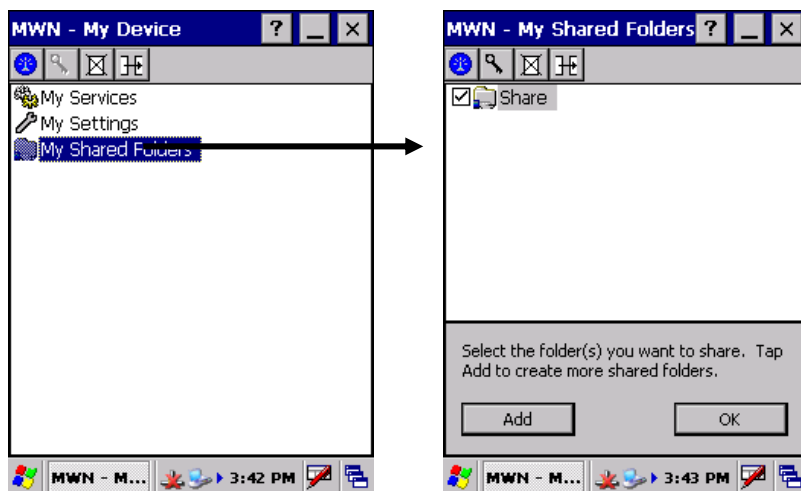 MWN - My Device ? _ ×
My Services
My Settings
My Shared Folders
MWN - M... 3:42 PM
MWN - My Shared Folders ? _ ×
Share
Select the folder(s) you want to share. Tap
Add to create more shared folders.
Add OK
MWN - M... 3:43 PM